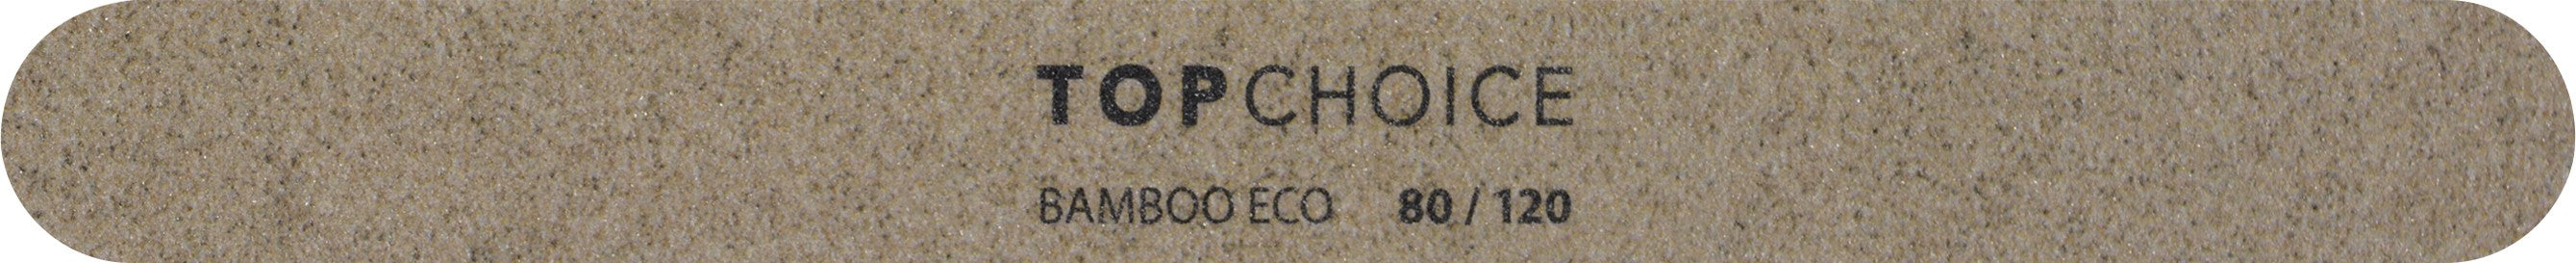 TOPCHOICE
BAMBOO ECO 80 / 120